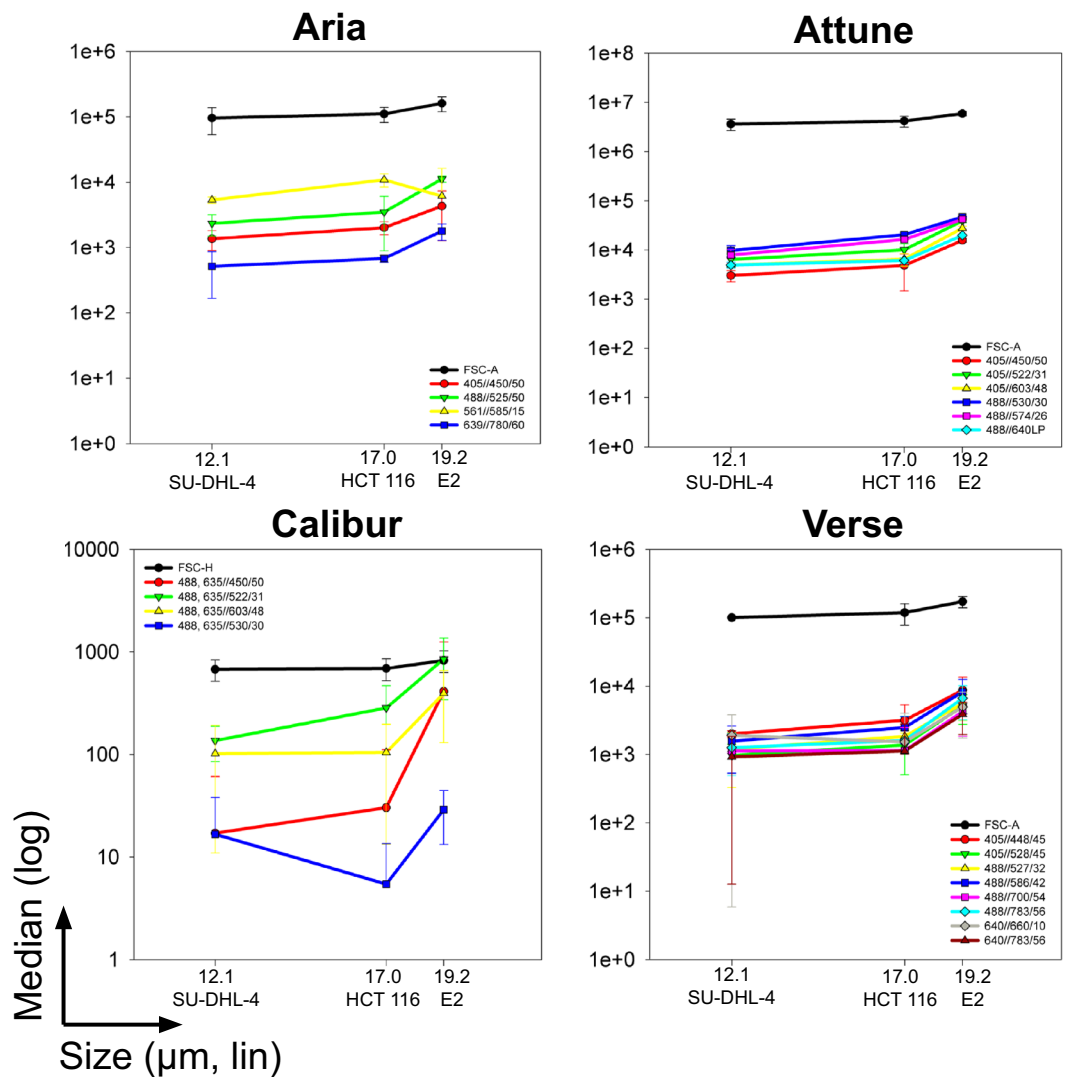 Aria
1e+6
1e+5
1e+4
1e+3
1e+2
1e+1
1e+0
FSC-A
405//450/50
488//525/50
561//585/15
639//780/60
12.1
SU-DHL-4
17.0
HCT 116
19.2
E2
Attune
1e+8
1e+7
1e+6
1e+5
1e+4
1e+3
1e+2
1e+1
1e+0
FSC-A
405//450/50
405//522/31
405//603/48
488//530/30
488//574/26
488//640LP
12.1
SU-DHL-4
17.0
HCT 116
19.2
E2
Calibur
10000
1000
100
10
1
FSC-H
488, 635//450/50
488, 635//522/31
488, 635//603/48
488, 635//530/30
12.1
SU-DHL-4
17.0
HCT 116
19.2
E2
Verse
1e+6
1e+5
1e+4
1e+3
1e+2
1e+1
1e+0
FSC-A
405//448/45
405//528/45
488//527/32
488//586/42
488//700/54
488//783/56
640//660/10
640//783/56
12.1
SU-DHL-4
17.0
HCT 116
19.2
E2
Median (log)
Size (µm, lin)